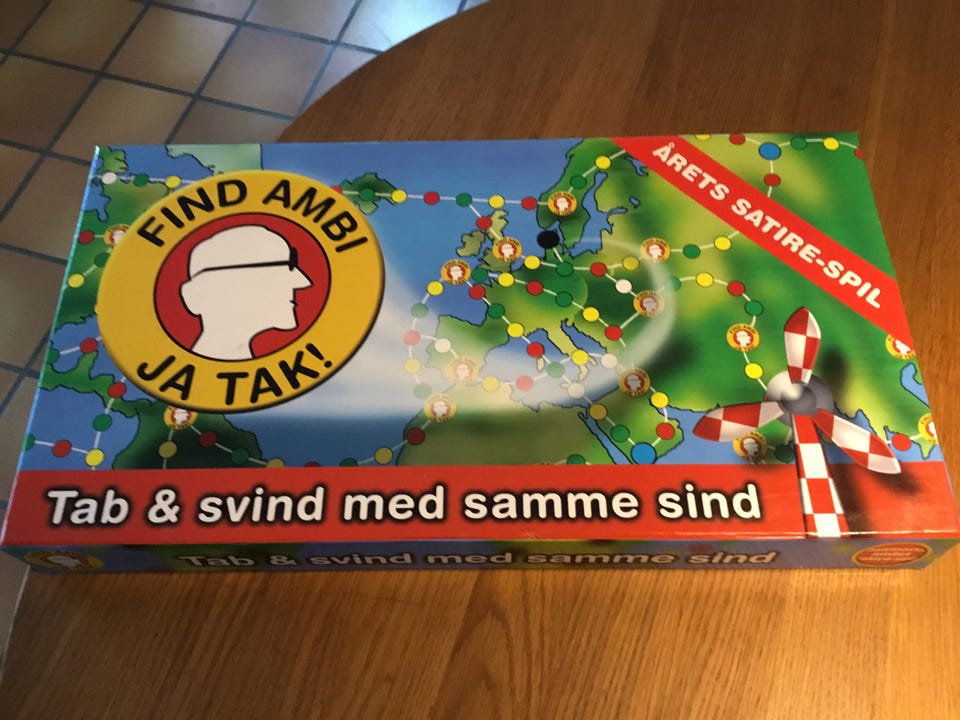 FIND AMBI
JA TAK!
ÅRETS SATIRE-SPIL
Tab & svind med samme sind
Tab & svind med samme sind